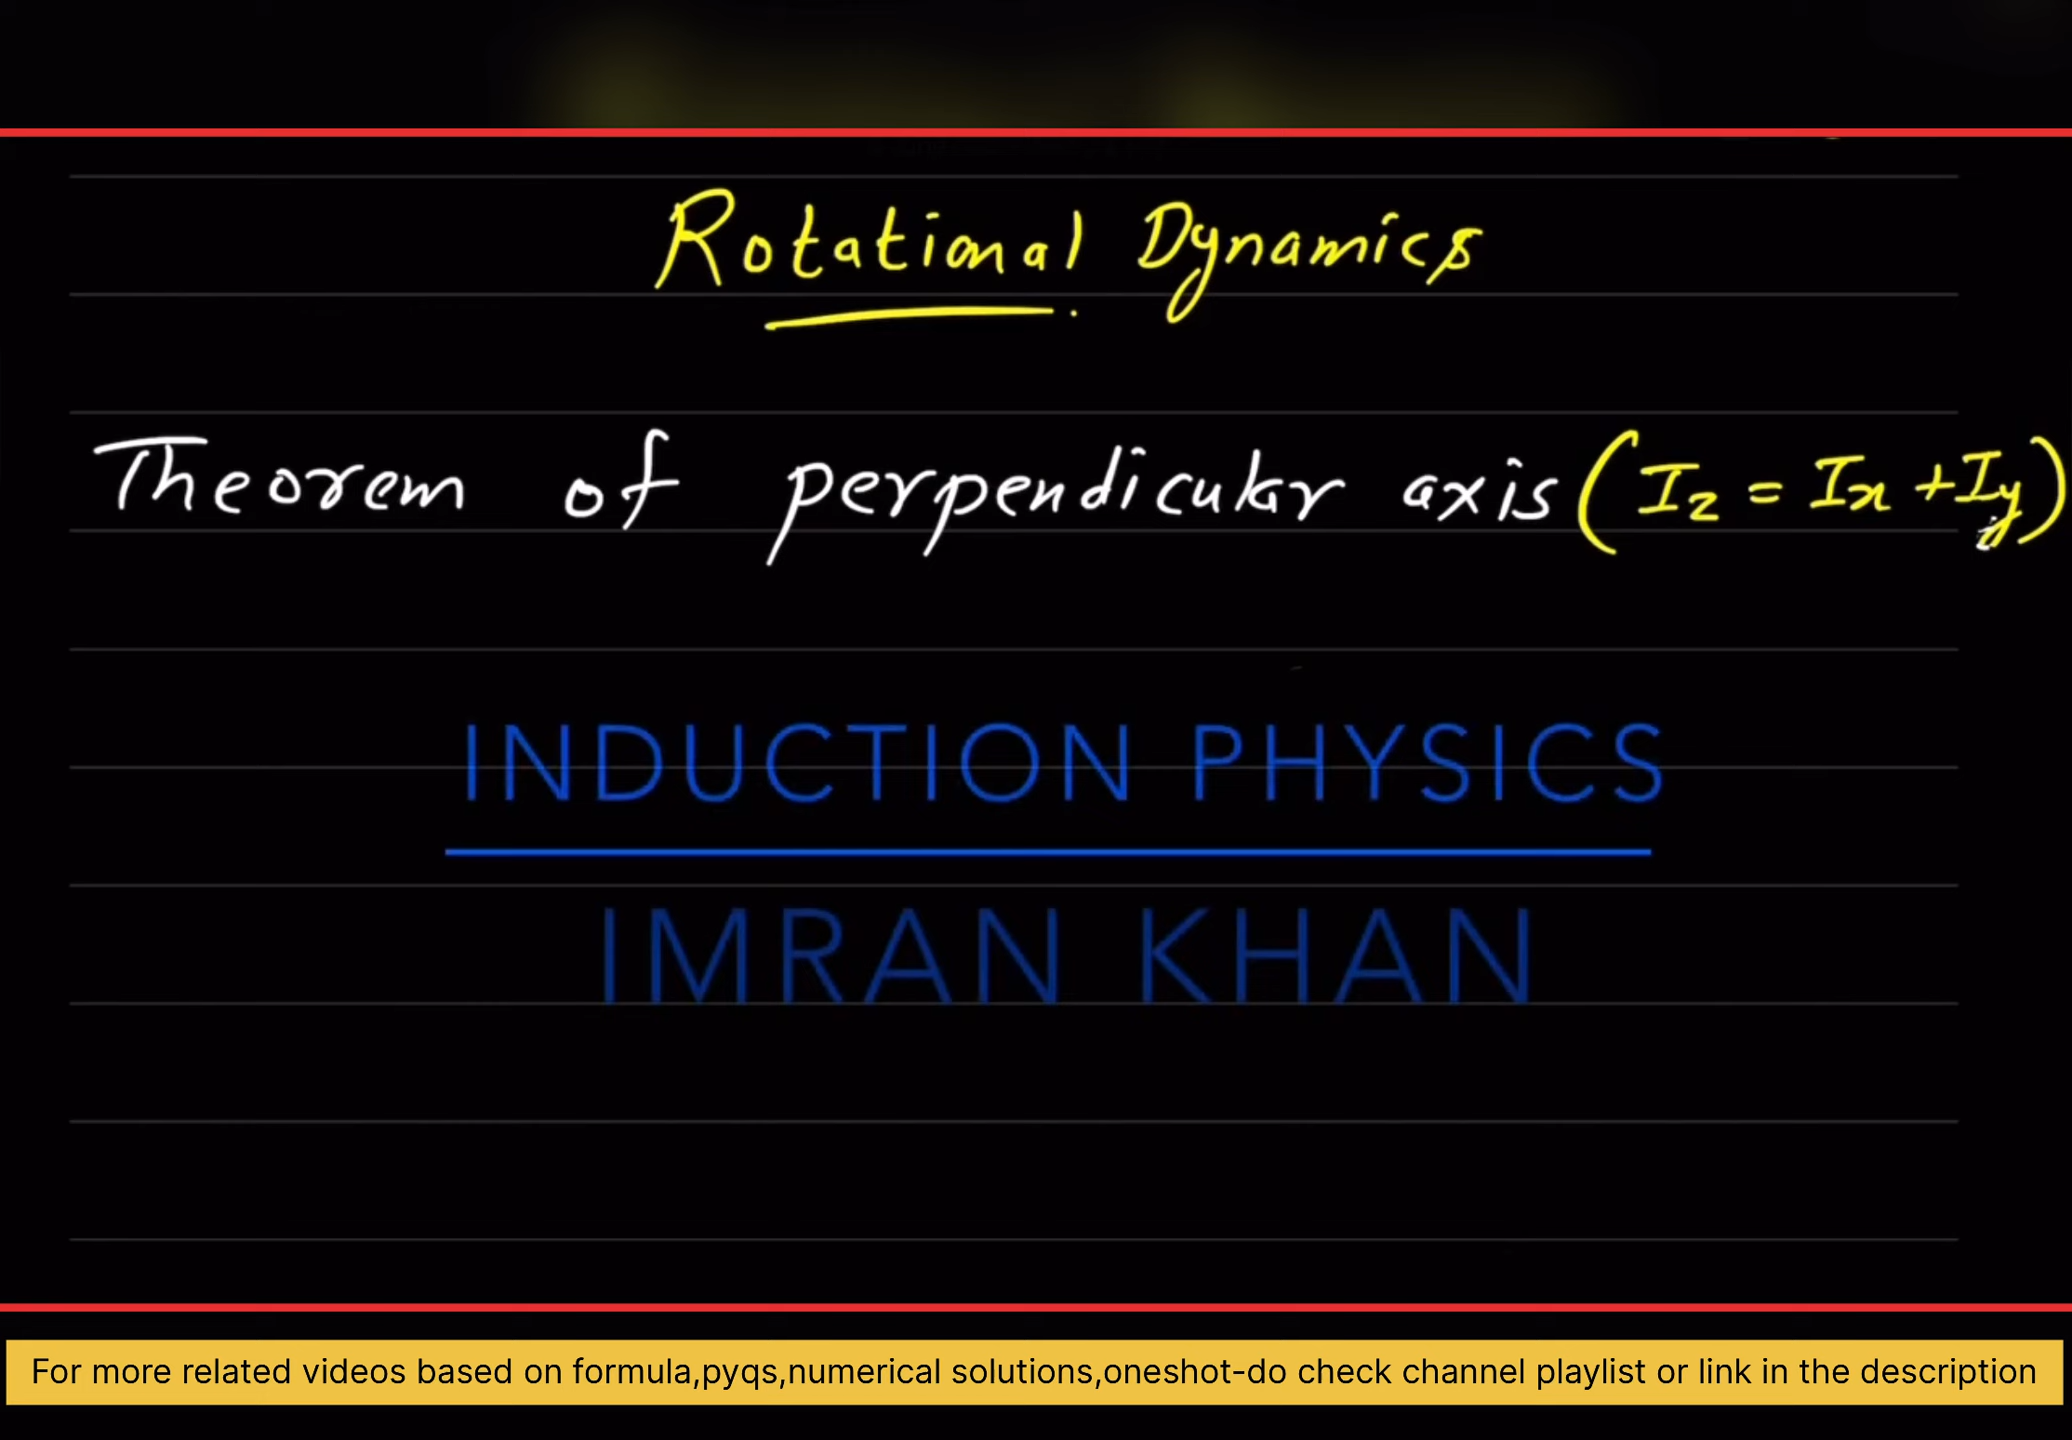 Rotational Dynamics
Theorem of perpendicular axis (Iz = Ix + Iy)
INDUCTION PHYSICS
IMRAN KHAN
For more related videos based on formula,pyqs,numerical solutions,oneshot-do check channel playlist or link in the description